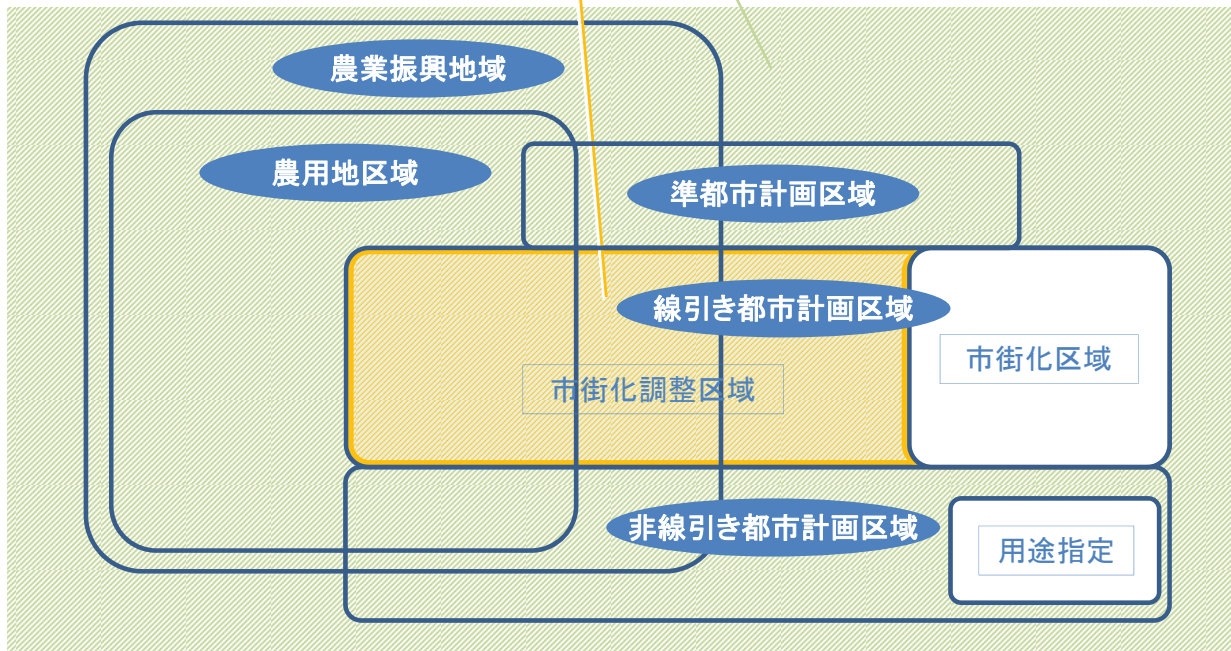 農業振興地域
農用地区域
準都市計画区域
線引き都市計画区域
市街化区域
市街化調整区域
非線引き都市計画区域
用途指定